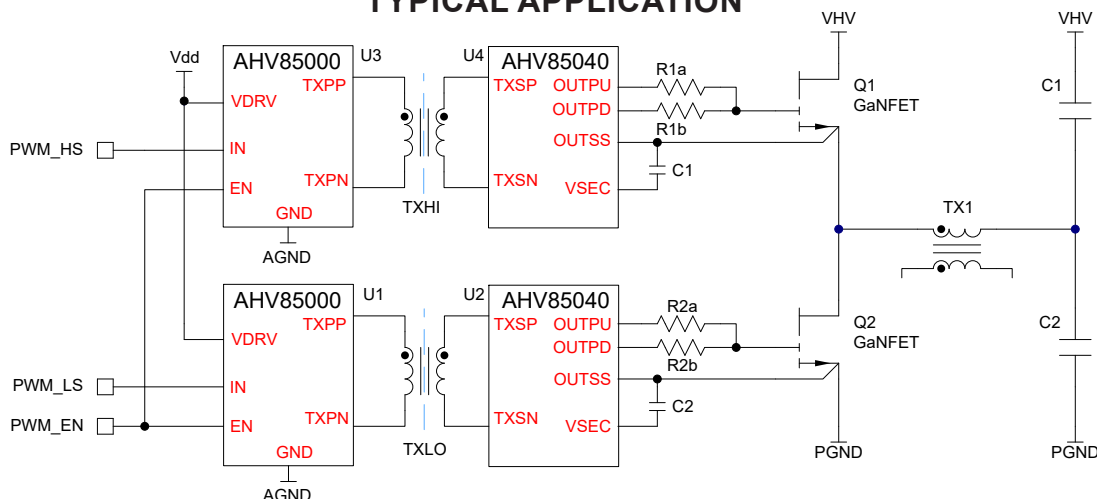 TYPICAL APPLICATION
VHV
VHV
Vdd
U3
U4
AHV85000
AHV85040
TXPP
TXSP
OUTPU
R1a
VDRV
OUTPD
Q1
GaNFET
C1
R1b
PWM_HS
IN
OUTSS
C1
EN
TXPN
TXSN
VSEC
GND
TXHI
TX1
AGND
U1
U2
AHV85000
AHV85040
TXPP
TXSP
OUTPU
R2a
VDRV
OUTPD
Q2
GaNFET
C2
R2b
PWM_LS
IN
OUTSS
C2
PWM_EN
EN
TXPN
TXSN
VSEC
GND
TXLO
PGND
PGND
AGND